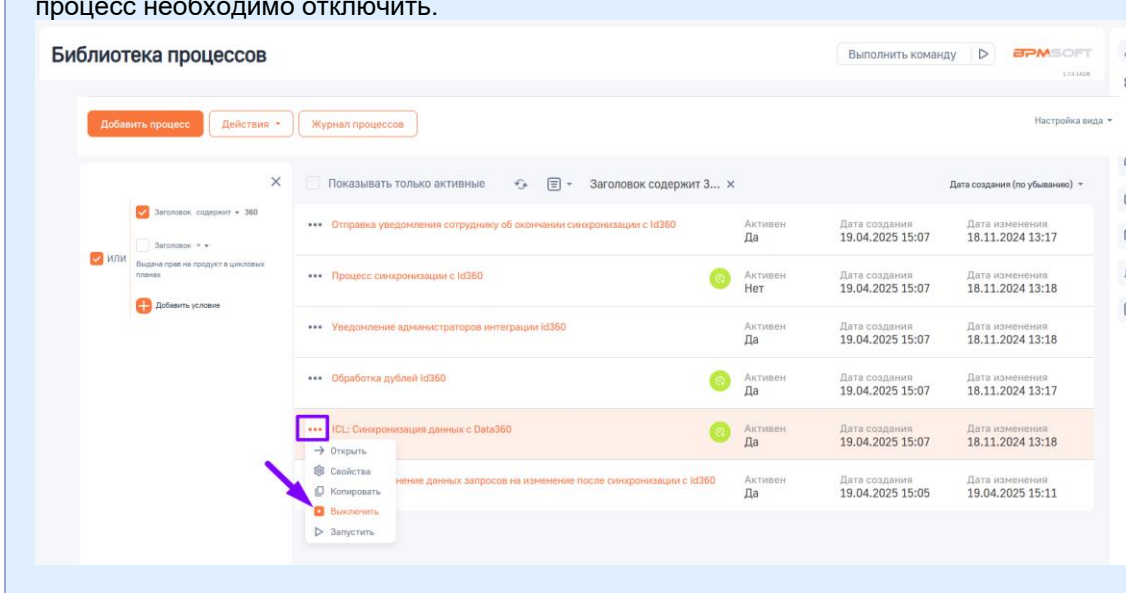 процесс необходимо отключить.
Библиотека процессов
Выполнить команду
BPMSOFT
Добавить процесс
Действия
Журнал процессов
Настройка вида
Показывать только активные
Заголовок содержит 3...
Дата создания (по убыванию)
Заголовок содержит 360
Заголовок =
ИЛИ
Выдача прав на продукт в цикловых
планах
Добавить условие
Отправка уведомления сотруднику об окончании синхронизации с Id360
Активен
Да
Дата создания
19.04.2025 15:07
Дата изменения
18.11.2024 13:17
Процесс синхронизации с Id360
Активен
Нет
Дата создания
19.04.2025 15:07
Дата изменения
18.11.2024 13:18
Уведомление администраторов интеграции id360
Активен
Да
Дата создания
19.04.2025 15:07
Дата изменения
18.11.2024 13:18
Обработка дублей Id360
Активен
Да
Дата создания
19.04.2025 15:07
Дата изменения
18.11.2024 13:17
ICL: Синхронизация данных с Data360
Активен
Да
Дата создания
19.04.2025 15:07
Дата изменения
18.11.2024 13:18
Открыть
Свойства
Копировать
Выключить
Запустить
нение данных запросов на изменение после синхронизации с id360
Активен
Да
Дата создания
19.04.2025 15:05
Дата изменения
19.04.2025 15:11